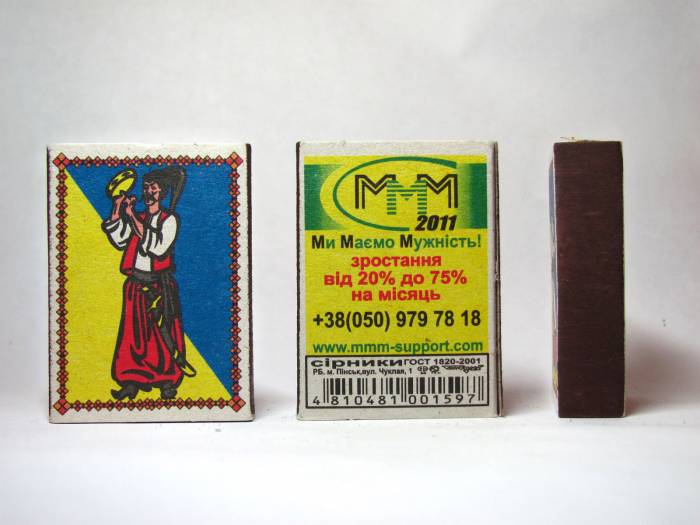 МММ
2011
Ми Маємо Мужність!
зростання
від 20% до 75%
на місяць
+38(050) 979 78 18
www.mmm-support.com
сірники ГОСТ 1820-2001
РБ. м. Пінськ,вул. Чуклая, 1
4 810481 001597